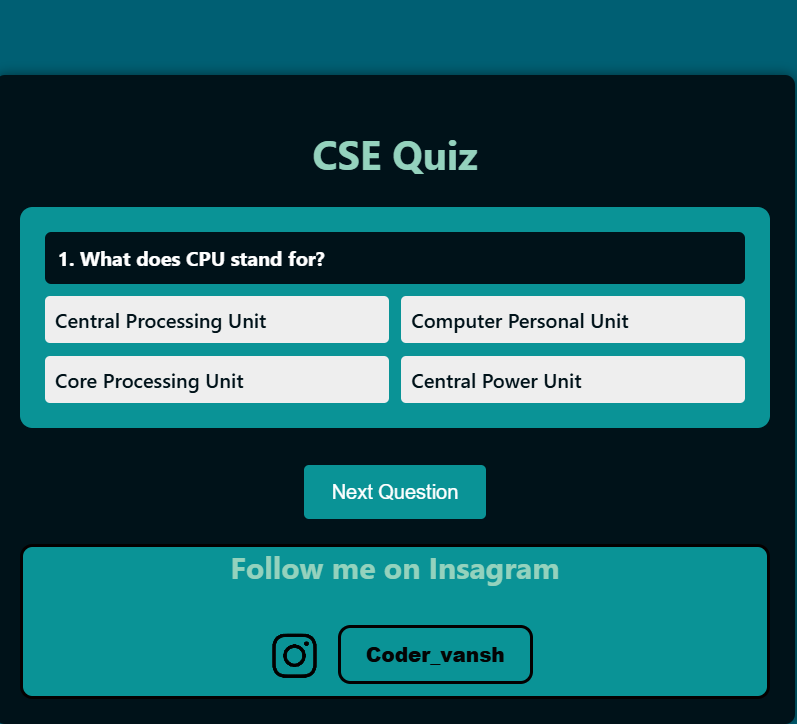 CSE Quiz
1. What does CPU stand for?
Central Processing Unit
Computer Personal Unit
Core Processing Unit
Central Power Unit
Next Question
Follow me on Insagram
Coder_vansh